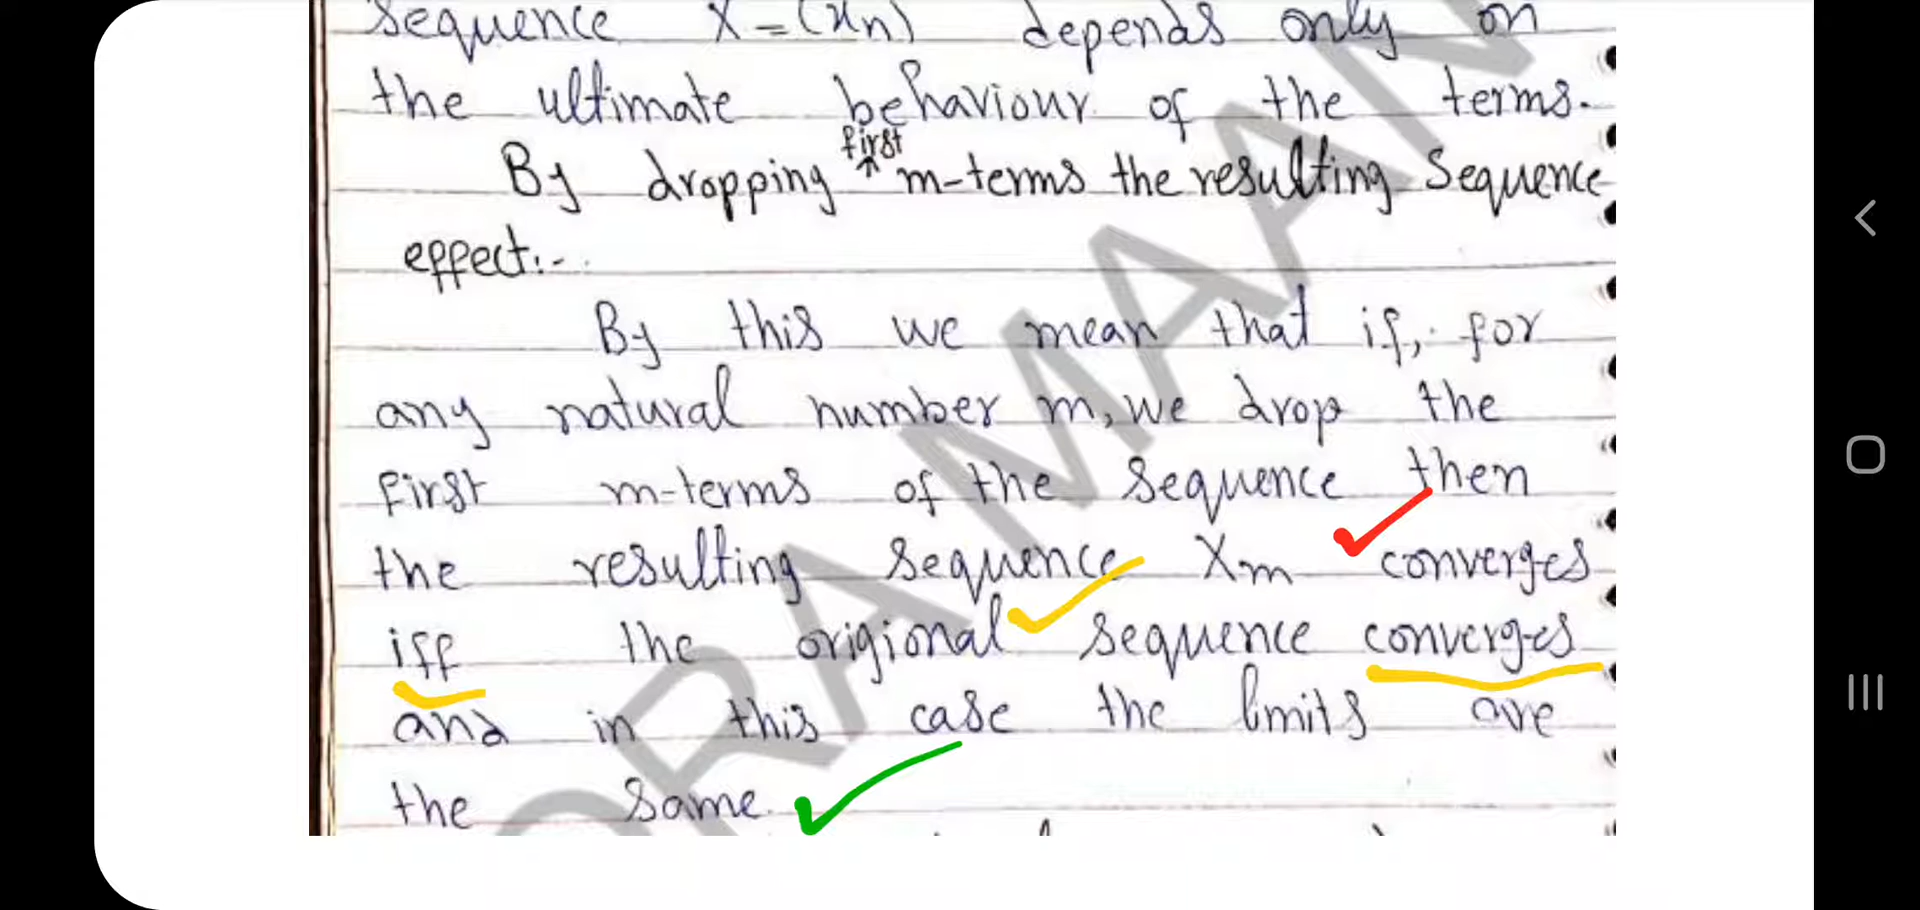 Sequence X = (xn) depends only on
the ultimate behaviour of the terms.
By dropping first m-terms the resulting Sequence
effect:-
By this we mean that if, for
any natural number m, we drop the
first m-terms of the Sequence then
the resulting Sequence Xm converges
iff the origional Sequence converges
and in this case the limits are
the Same.